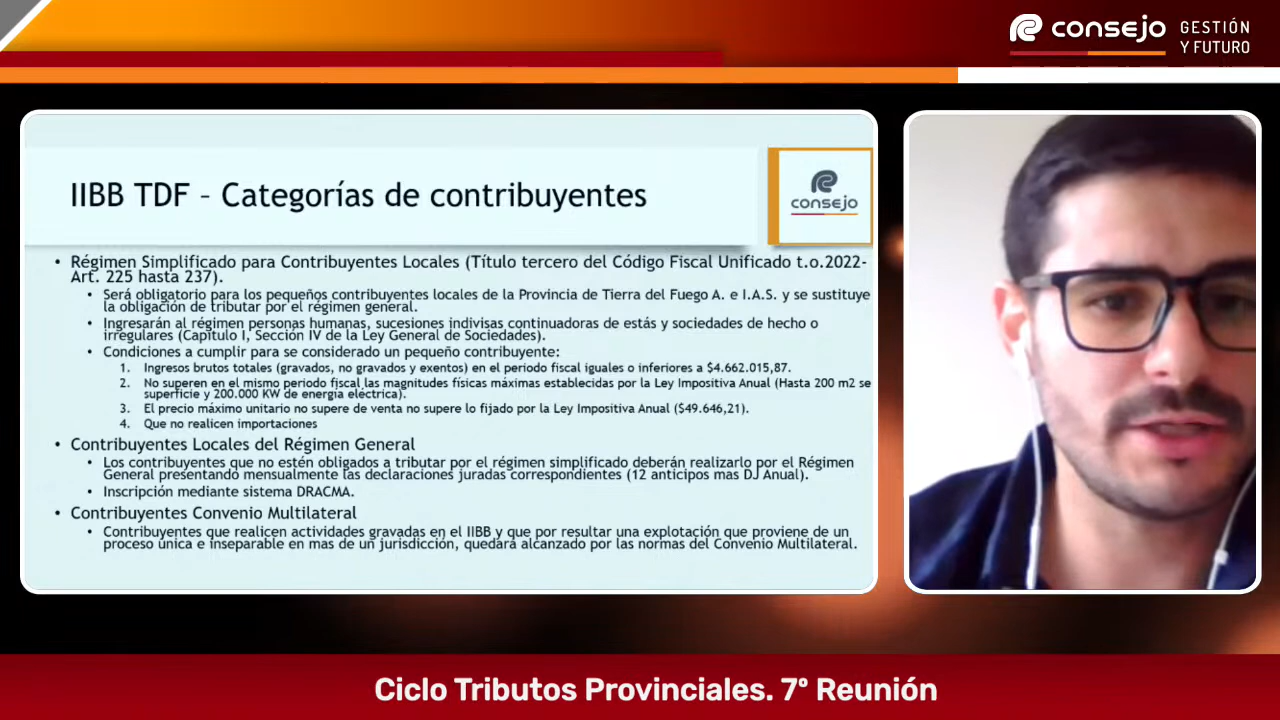 consejo GESTIÓN
Y FUTURO
IIBB TDF – Categorías de contribuyentes
consejo
• Régimen Simplificado para Contribuyentes Locales (Título tercero del Código Fiscal Unificado t.o.2022-
Art. 225 hasta 237).
• Será obligatorio para los pequeños contribuyentes locales de la Provincia de Tierra del Fuego A. e I.A.S. y se sustituye
la obligación de tributar por el régimen general.
• Ingresarán al régimen personas humanas, sucesiones indivisas continuadoras de estás y sociedades de hecho o
irregulares (Capítulo I, Sección IV de la Ley General de Sociedades).
• Condiciones a cumplir para se considerado un pequeño contribuyente:
1. Ingresos brutos totales (gravados, no gravados y exentos) en el periodo fiscal iguales o inferiores a $4.662.015,87.
2. No superen en el mismo periodo fiscal las magnitudes físicas máximas establecidas por la Ley Impositiva Anual (Hasta 200 m2 se
superficie y 200.000 KW de energía eléctrica).
3. El precio máximo unitario no supere de venta no supere lo fijado por la Ley Impositiva Anual ($49.646,21).
4. Que no realicen importaciones
• Contribuyentes Locales del Régimen General
• Los contribuyentes que no estén obligados a tributar por el régimen simplificado deberán realizarlo por el Régimen
General presentando mensualmente las declaraciones juradas correspondientes (12 anticipos mas DJ Anual).
• Inscripción mediante sistema DRACMA.
• Contribuyentes Convenio Multilateral
• Contribuyentes que realicen actividades gravadas en el IIBB y que por resultar una explotación que proviene de un
proceso única e inseparable en mas de un jurisdicción, quedará alcanzado por las normas del Convenio Multilateral.
Ciclo Tributos Provinciales. 7º Reunión